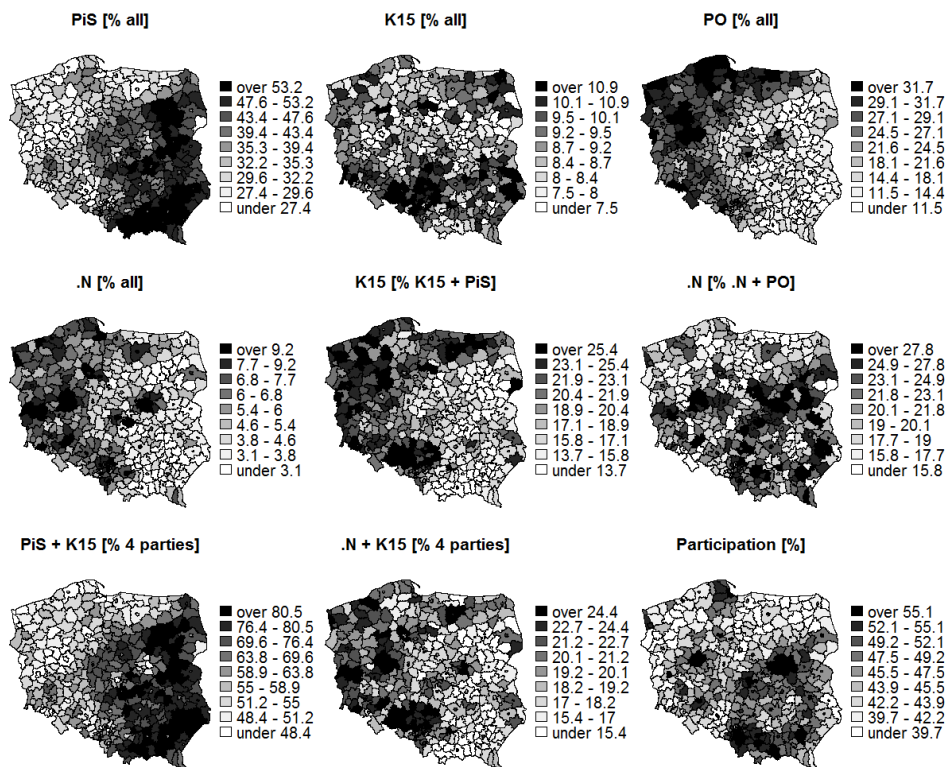 PiS [% all]
over 53.2
47.6 - 53.2
43.4 - 47.6
39.4 - 43.4
35.3 - 39.4
32.2 - 35.3
29.6 - 32.2
27.4 - 29.6
under 27.4
K15 [% all]
over 10.9
10.1 - 10.9
9.5 - 10.1
9.2 - 9.5
8.7 - 9.2
8.4 - 8.7
8 - 8.4
7.5 - 8
under 7.5
PO [% all]
over 31.7
29.1 - 31.7
27.1 - 29.1
24.5 - 27.1
21.6 - 24.5
18.1 - 21.6
14.4 - 18.1
11.5 - 14.4
under 11.5
.N [% all]
over 9.2
7.7 - 9.2
6.8 - 7.7
6 - 6.8
5.4 - 6
4.6 - 5.4
3.8 - 4.6
3.1 - 3.8
under 3.1
K15 [% K15 + PiS]
over 25.4
23.1 - 25.4
21.9 - 23.1
20.4 - 21.9
18.9 - 20.4
17.1 - 18.9
15.8 - 17.1
13.7 - 15.8
under 13.7
.N [% .N + PO]
over 27.8
24.9 - 27.8
23.1 - 24.9
21.8 - 23.1
20.1 - 21.8
19 - 20.1
17.7 - 19
15.8 - 17.7
under 15.8
PiS + K15 [% 4 parties]
over 80.5
76.4 - 80.5
69.6 - 76.4
63.8 - 69.6
58.9 - 63.8
55 - 58.9
51.2 - 55
48.4 - 51.2
under 48.4
.N + K15 [% 4 parties]
over 24.4
22.7 - 24.4
21.2 - 22.7
20.1 - 21.2
19.2 - 20.1
18.2 - 19.2
17 - 18.2
15.4 - 17
under 15.4
Participation [%]
over 55.1
52.1 - 55.1
49.2 - 52.1
47.5 - 49.2
45.5 - 47.5
43.9 - 45.5
42.2 - 43.9
39.7 - 42.2
under 39.7